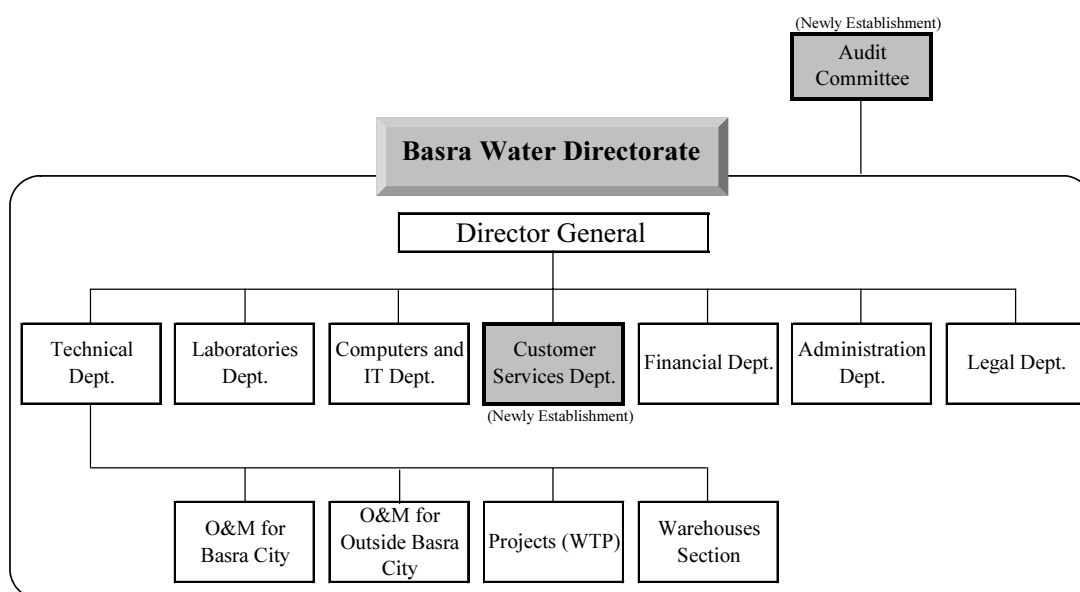 (Newly Establishment)
Audit
Committee
Basra Water Directorate
Director General
Technical
Dept.
Laboratories
Dept.
Computers and
IT Dept.
Customer
Services Dept.
(Newly Establishment)
Financial Dept.
Administration
Dept.
Legal Dept.
O&M for
Basra City
O&M for
Outside Basra
City
Projects (WTP)
Warehouses
Section